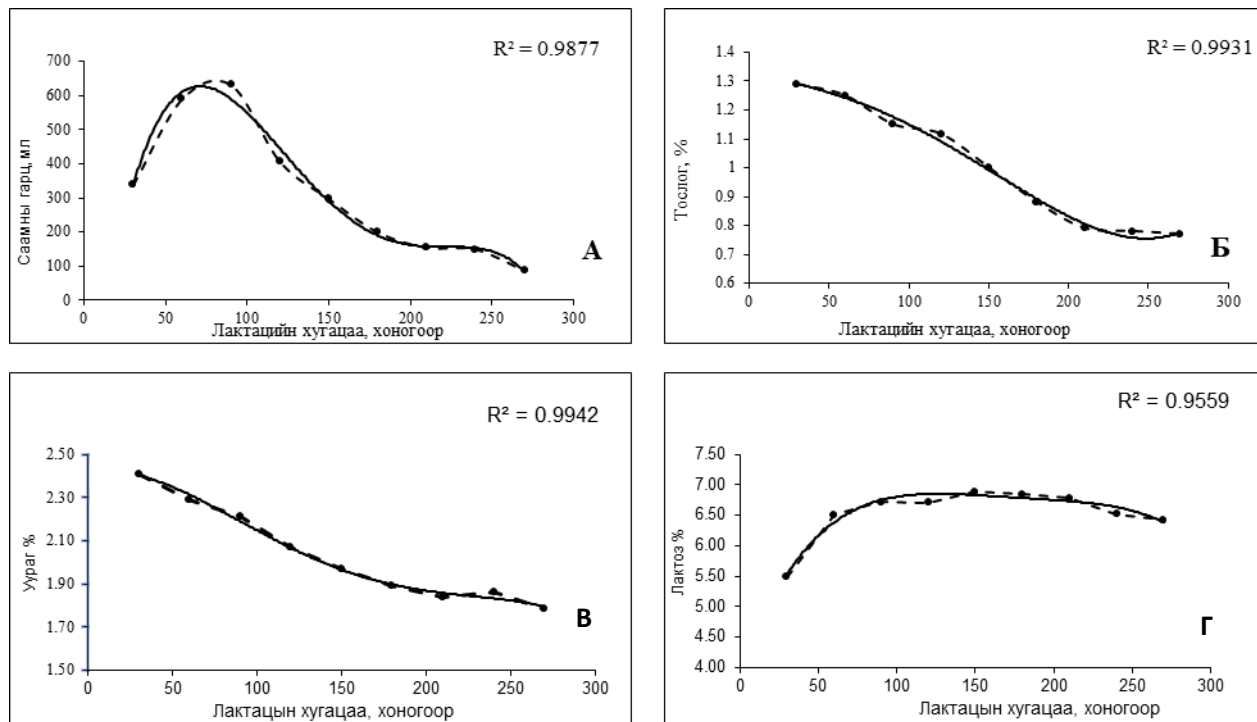 R² = 0.9877
Саамны гарц, мл
700
600
500
400
300
200
100
0
0 50 100 150 200 250 300
Лактацийн хугацаа, хоногоор
А
R² = 0.9931
Тослог, %
1.4
1.3
1.2
1.1
1
0.9
0.8
0.7
0.6
0 50 100 150 200 250 300
Лактацийн хугацаа, хоногоор
Б
R² = 0.9942
Уураг %
2.50
2.30
2.10
1.90
1.70
1.50
0 50 100 150 200 250 300
Лактацын хугацаа, хоногоор
В
R² = 0.9559
Лактоз %
7.50
7.00
6.50
6.00
5.50
5.00
4.50
4.00
0 50 100 150 200 250 300
Лактацын хугацаа, хоногоор
Г